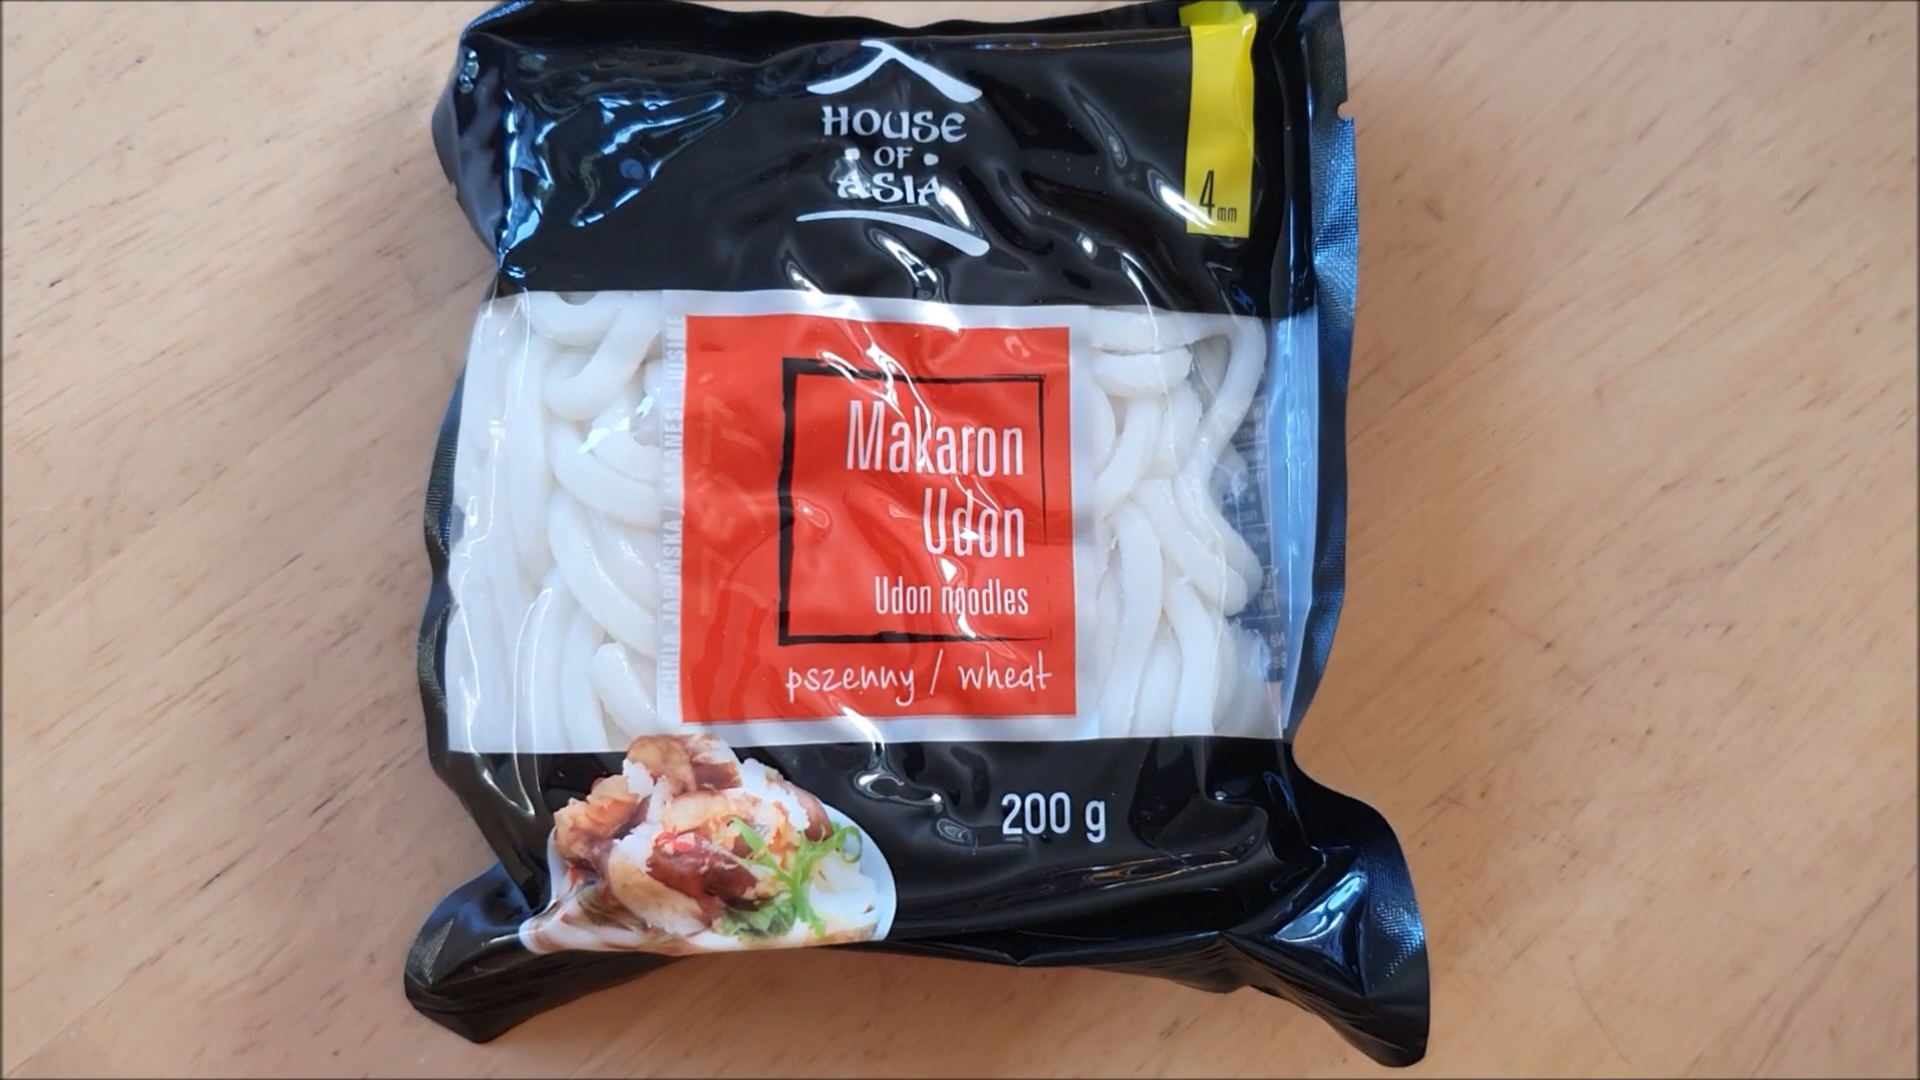 HOUSE
OF
ASIA
4mm
Makaron
Udon
Udon noodles
pszenny / wheat
200 g